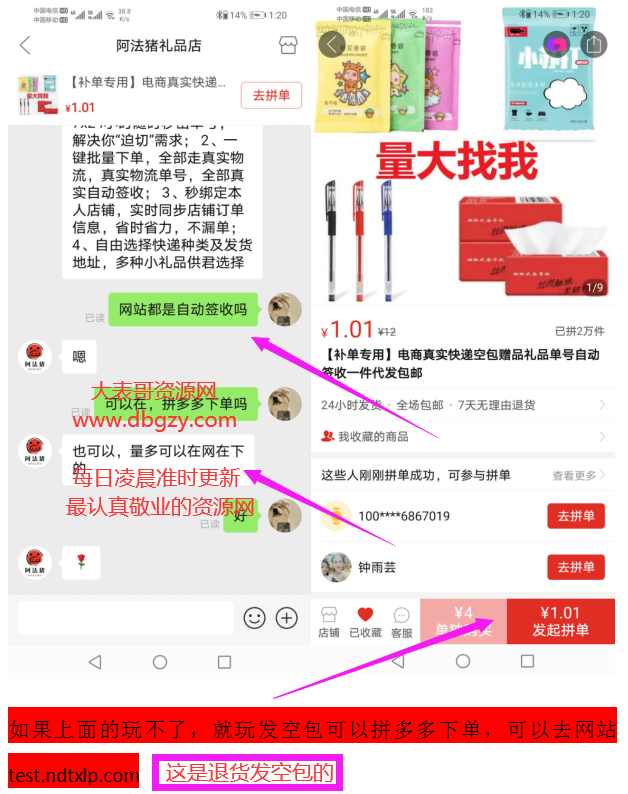 中国电信 HD
中国移动 HD
38.8
K/s
14%
1:20
阿法猪礼品店
【补单专用】电商真实快递...
¥1.01
去拼单
量大找我
解决你“迫切”需求； 2、一
键批量下单，全部走真实物
流，真实物流单号，全部真
实自动签收； 3、秒绑定本
人店铺，实时同步店铺订单
信息，省时省力，不漏单；
4、自由选择快递种类及发货
地址，多种小礼品供君选择
已读
网站都是自动签收吗
阿法猪
嗯
大表哥资源网
已读
可以在，拼多多下单吗
www.dbgzy.com
阿法猪
也可以，量多可以在网在下
的
每日凌晨准时更新
最认真敬业的资源网
已读
好
阿法猪
中国电信 HD
中国移动 HD
183
K/s
14%
1:20
量大找我
1/9
¥1.01 ¥12
已拼2万件
【补单专用】电商真实快递空包赠品礼品单号自动
签收一件代发包邮
24小时发货 · 全场包邮 · 7天无理由退货
我收藏的商品
这些人刚刚拼单成功，可参与拼单
查看更多
100****6867019
去拼单
钟雨芸
去拼单
店铺
已收藏
客服
¥4
单独购买
¥1.01
发起拼单
如果上面的玩不了，就玩发空包可以拼多多下单，可以去网站
test.ndtxlp.com
这是退货发空包的